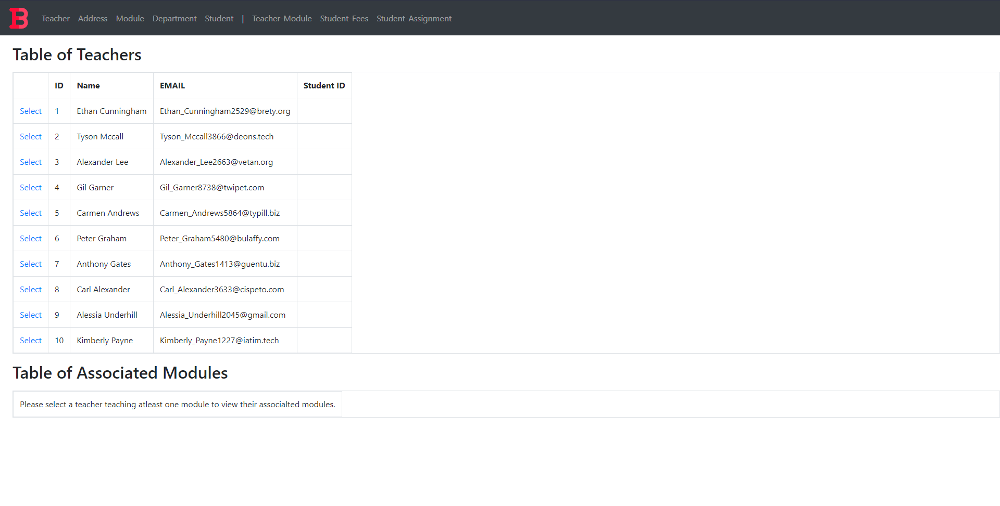 B Teacher Address Module Department Student | Teacher-Module Student-Fees Student-Assignment
Table of Teachers
ID Name EMAIL Student ID
Select 1 Ethan Cunningham Ethan_Cunningham2529@brety.org
Select 2 Tyson Mccall Tyson_Mccall3866@deons.tech
Select 3 Alexander Lee Alexander_Lee2663@vetan.org
Select 4 Gil Garner Gil_Garner8738@twipet.com
Select 5 Carmen Andrews Carmen_Andrews5864@typill.biz
Select 6 Peter Graham Peter_Graham5480@bulaffy.com
Select 7 Anthony Gates Anthony_Gates1413@guentu.biz
Select 8 Carl Alexander Carl_Alexander3633@cispeto.com
Select 9 Alessia Underhill Alessia_Underhill2045@gmail.com
Select 10 Kimberly Payne Kimberly_Payne1227@iatim.tech
Table of Associated Modules
Please select a teacher teaching atleast one module to view their associalted modules.